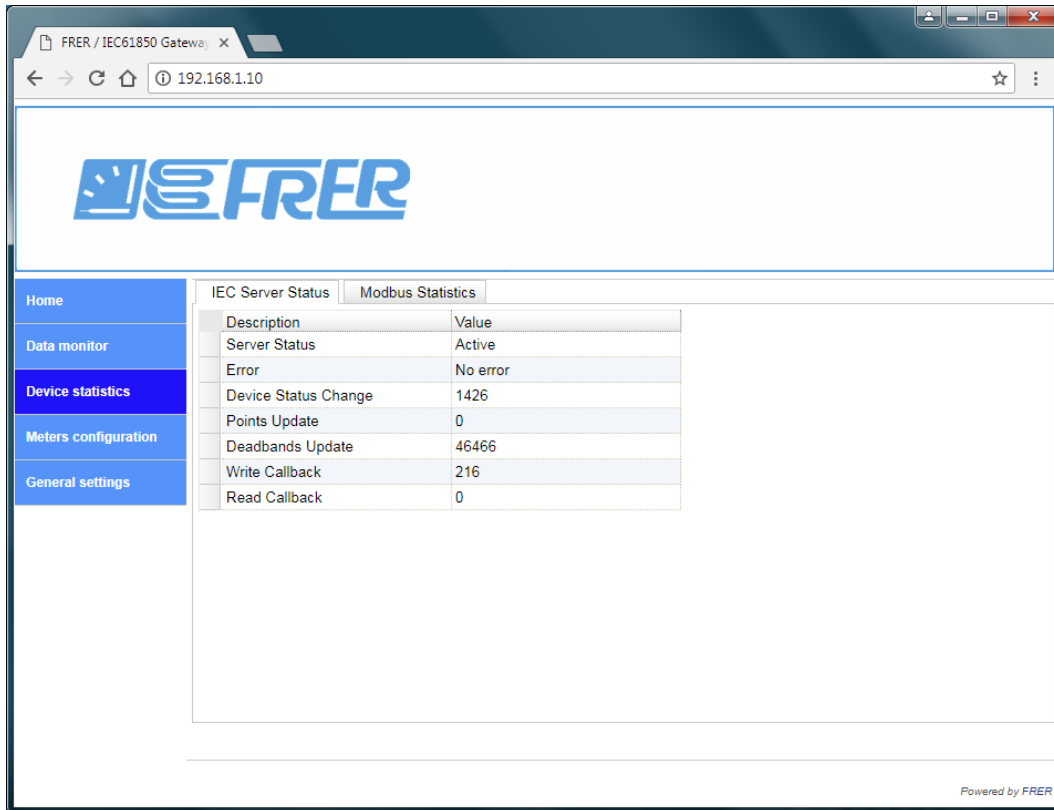 FRER / IEC61850 Gateway
192.168.1.10
FRER
Home
Data monitor
Device statistics
Meters configuration
General settings
IEC Server Status Modbus Statistics
Description Value
Server Status Active
Error No error
Device Status Change 1426
Points Update 0
Deadbands Update 46466
Write Callback 216
Read Callback 0
Powered by FRER